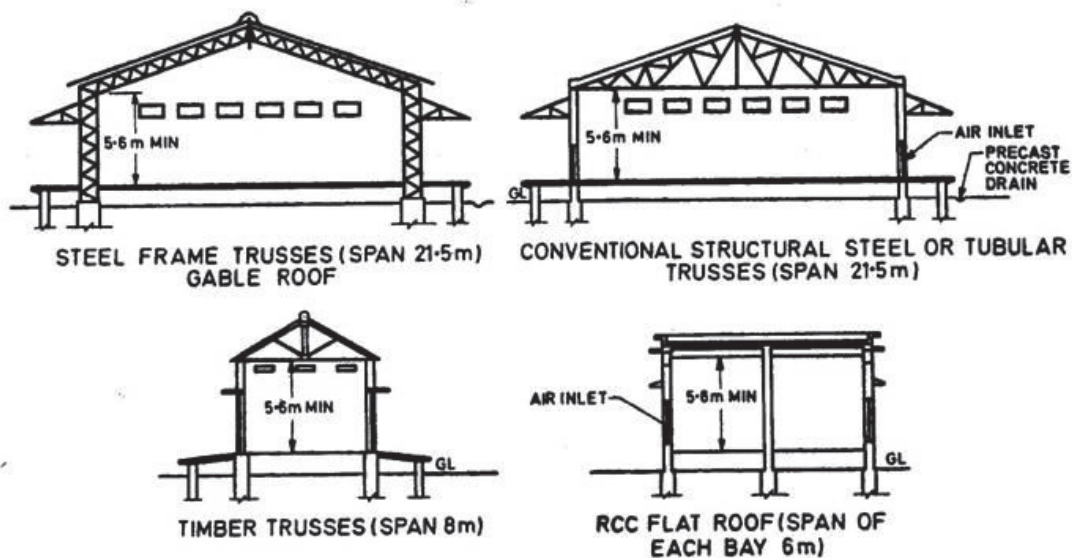 5·6m MIN
STEEL FRAME TRUSSES (SPAN 21·5m)
GABLE ROOF
5·6m MIN
AIR INLET
PRECAST
CONCRETE
DRAIN
GL
CONVENTIONAL STRUCTURAL STEEL OR TUBULAR
TRUSSES (SPAN 21·5m)
5·6m MIN
GL
TIMBER TRUSSES (SPAN 8m)
AIR INLET
5·6m MIN
GL
RCC FLAT ROOF (SPAN OF
EACH BAY 6m)